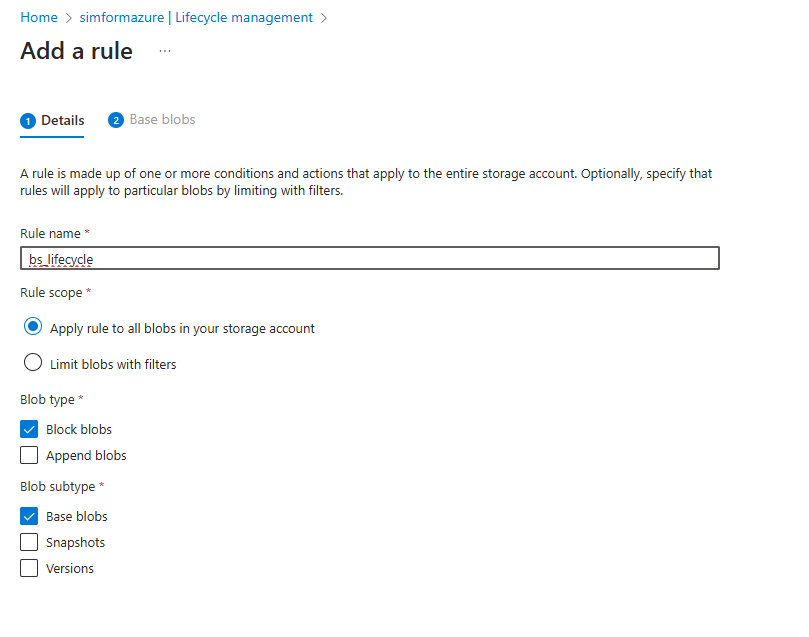 Home > simformazure | Lifecycle management >
Add a rule ...
1 Details 2 Base blobs
A rule is made up of one or more conditions and actions that apply to the entire storage account. Optionally, specify that
rules will apply to particular blobs by limiting with filters.
Rule name *
bs_lifecycle
Rule scope *
Apply rule to all blobs in your storage account
Limit blobs with filters
Blob type *
Block blobs
Append blobs
Blob subtype *
Base blobs
Snapshots
Versions